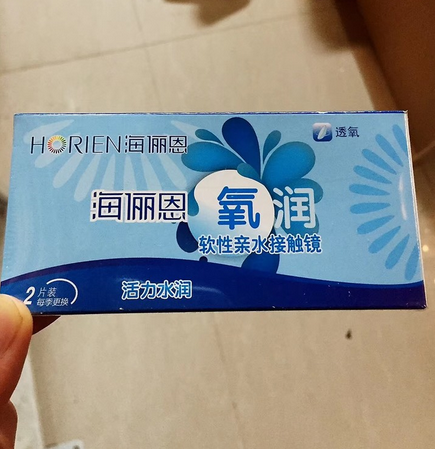 HORIEN海俪恩
透氧
海俪恩 氧润
软性亲水接触镜
2片装
每季更换
活力水润